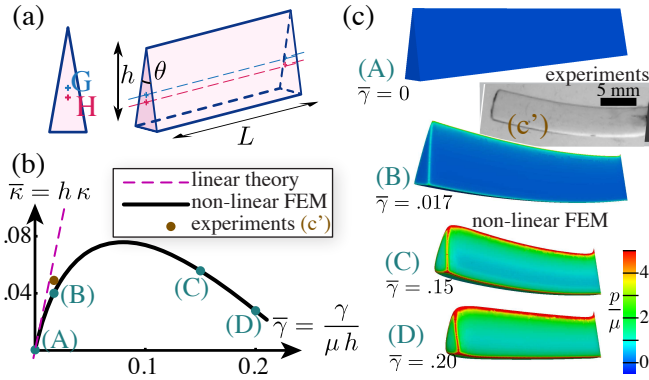 (a)
G
H
h
θ
L
(b)
κ̅ = h κ
linear theory
non-linear FEM
experiments (c')
.08
.04
0
0.1
0.2
(A)
(B)
(C)
(D)
γ̅ = γ / μ h
(c)
(A)
γ̅ = 0
experiments
5 mm
(c')
(B)
γ̅ = .017
non-linear FEM
(C)
γ̅ = .15
(D)
γ̅ = .20
p/μ
4
2
0